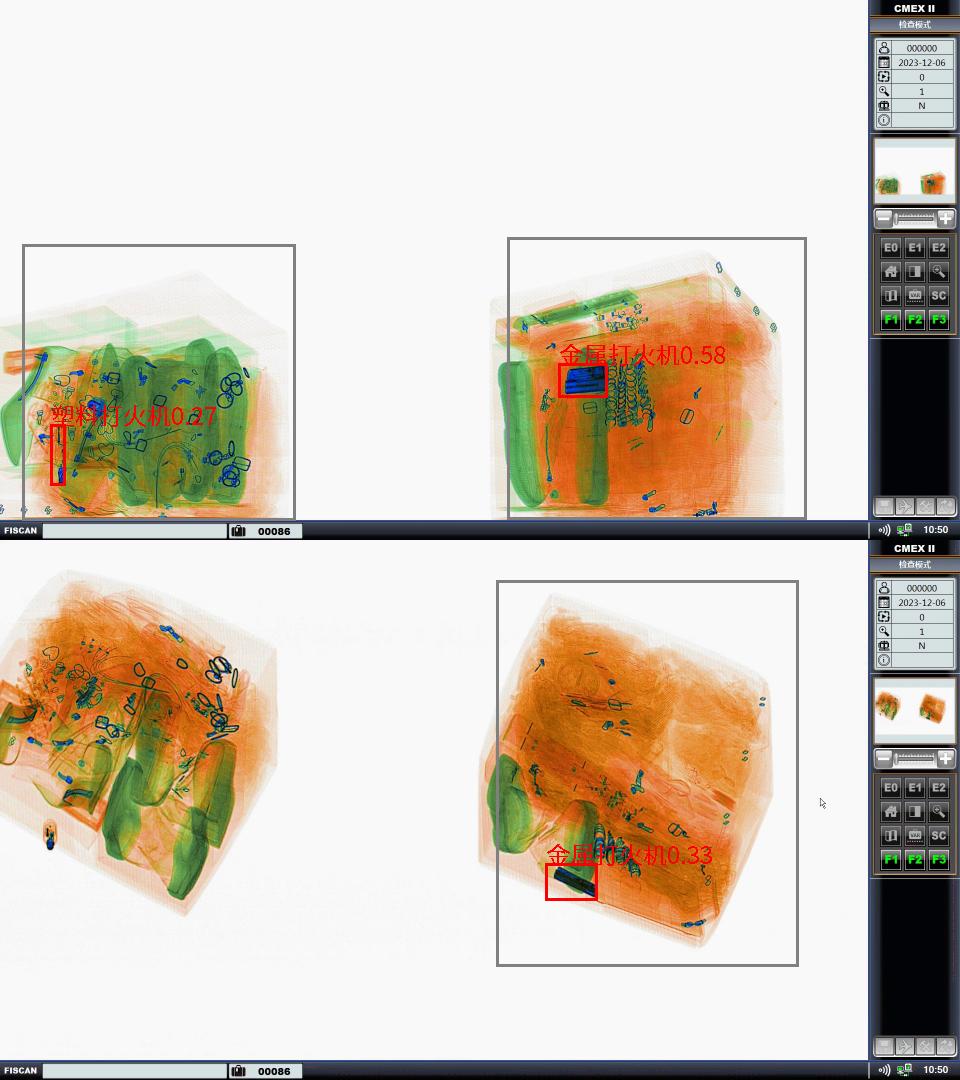 CMEX II
检查模式
000000
2023-12-06
0
1
N
E0 E1 E2
SC
F1 F2 F3
金属打火机0.58
塑料打火机0.27
FISCAN
00086
10:50
CMEX II
检查模式
000000
2023-12-06
0
1
N
E0 E1 E2
SC
F1 F2 F3
金属打火机0.33
FISCAN
00086
10:50